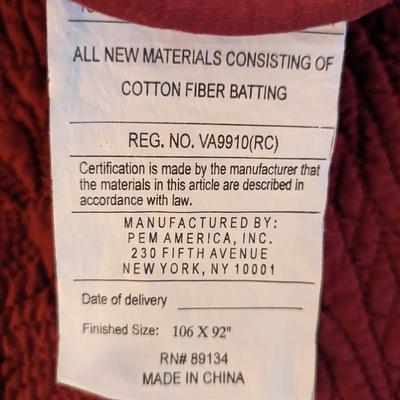 ALL NEW MATERIALS CONSISTING OF
COTTON FIBER BATTING
REG. NO. VA9910(RC)
Certification is made by the manufacturer that
the materials in this article are described in
accordance with law.
MANUFACTURED BY:
PEM AMERICA, INC.
230 FIFTH AVENUE
NEW YORK, NY 10001
Date of delivery
Finished Size: 106 X 92"
RN# 89134
MADE IN CHINA